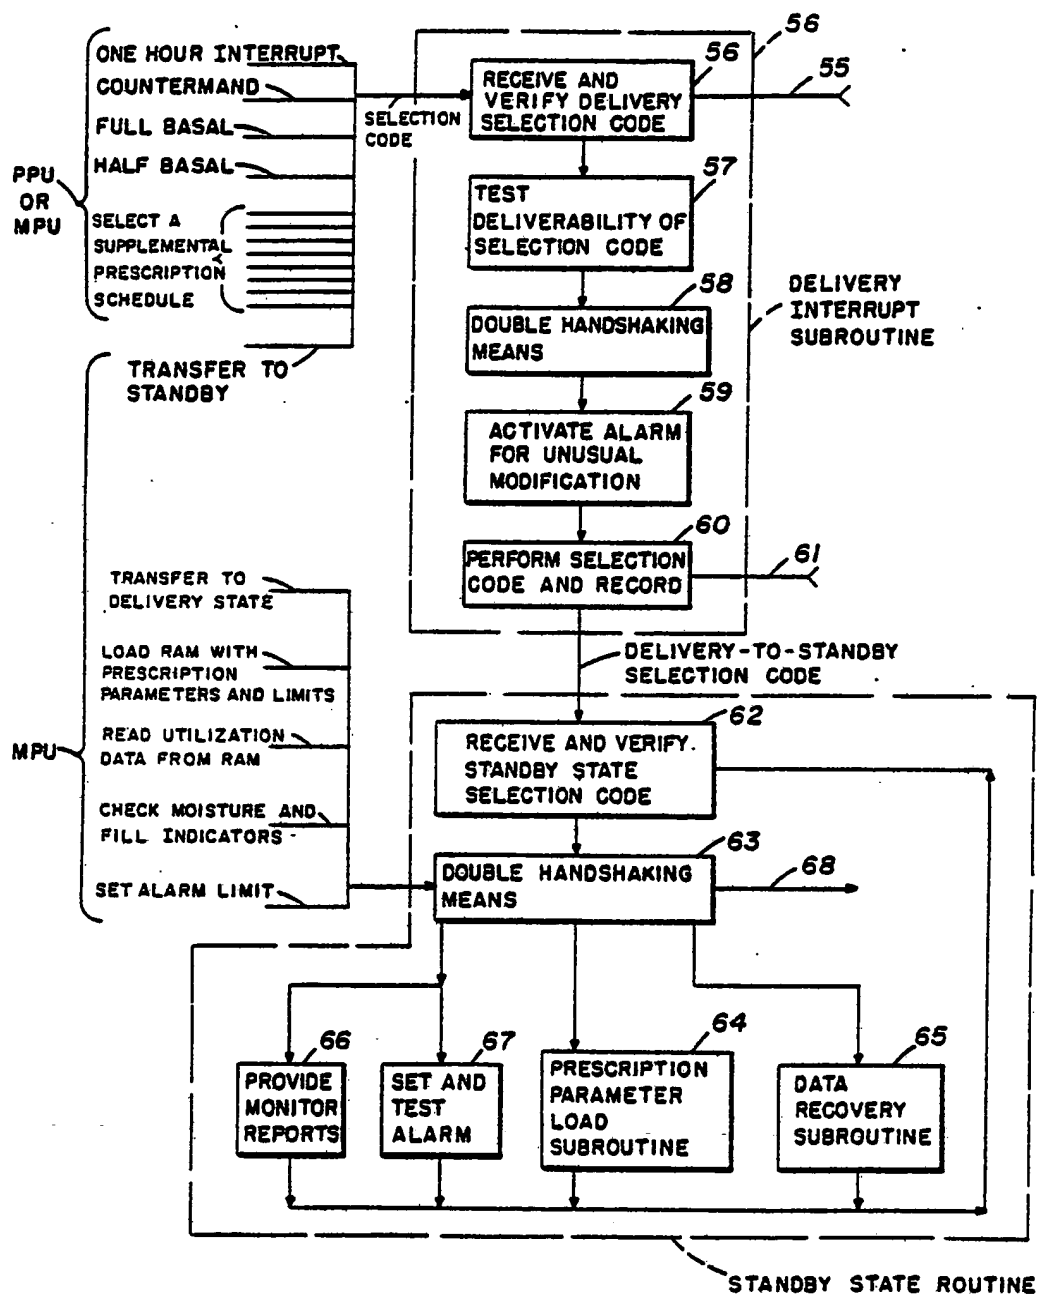 ONE HOUR INTERRUPT
COUNTERMAND
FULL BASAL
HALF BASAL
PPU
OR
MPU
SELECT A
SUPPLEMENTAL
PRESCRIPTION
SCHEDULE
TRANSFER TO
STANDBY
SELECTION
CODE
56
56
55
RECEIVE AND
VERIFY DELIVERY
SELECTION CODE
57
TEST
DELIVERABILITY OF
SELECTION CODE
58
DOUBLE HANDSHAKING
MEANS
DELIVERY
INTERRUPT
SUBROUTINE
59
ACTIVATE ALARM
FOR UNUSUAL
MODIFICATION
60
PERFORM SELECTION
CODE AND RECORD
61
DELIVERY-TO-STANDBY
SELECTION CODE
MPU
TRANSFER TO
DELIVERY STATE
LOAD RAM WITH
PRESCRIPTION
PARAMETERS AND LIMITS
READ UTILIZATION
DATA FROM RAM
CHECK MOISTURE AND
FILL INDICATORS
SET ALARM LIMIT
62
RECEIVE AND VERIFY
STANDBY STATE
SELECTION CODE
63
DOUBLE HANDSHAKING
MEANS
68
66
PROVIDE
MONITOR
REPORTS
67
SET AND
TEST
ALARM
64
PRESCRIPTION
PARAMETER
LOAD
SUBROUTINE
65
DATA
RECOVERY
SUBROUTINE
STANDBY STATE ROUTINE